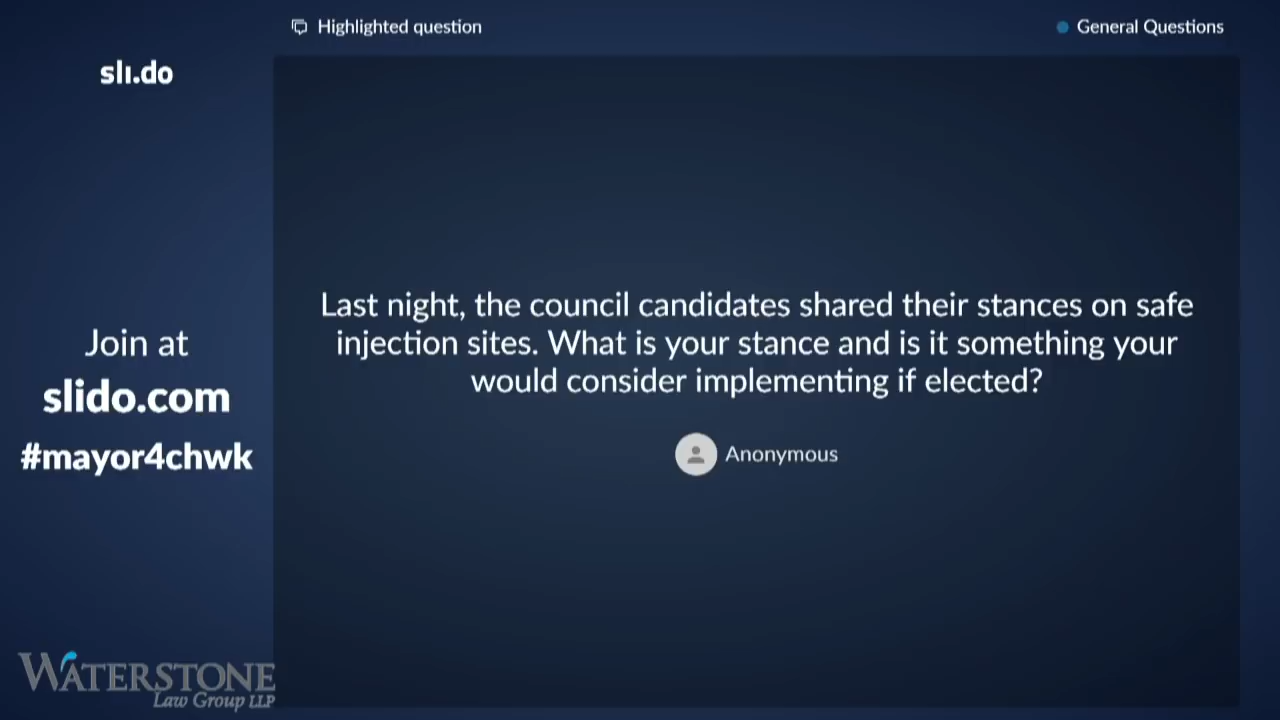 Highlighted question
General Questions
sli.do
Last night, the council candidates shared their stances on safe
injection sites. What is your stance and is it something your
would consider implementing if elected?
Anonymous
Join at
slido.com
#mayor4chwk
WATERSTONE
Law Group LLP